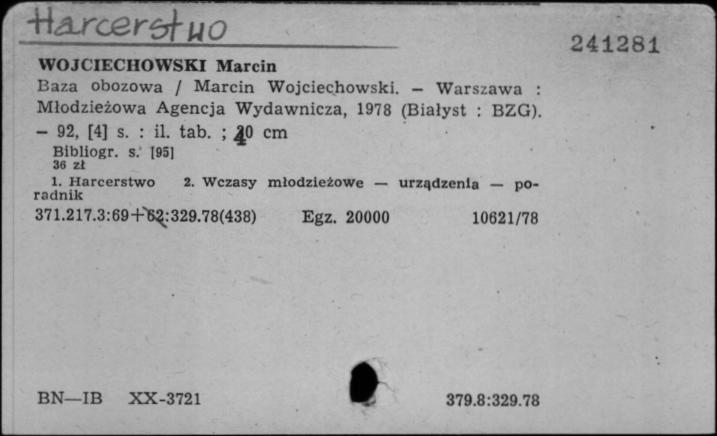 Harcerstwo
241281
WOJCIECHOWSKI Marcin
Baza obozowa / Marcin Wojciechowski. — Warszawa :
Młodzieżowa Agencja Wydawnicza, 1978 (Białyst : BZG).
— 92, [4] s. : il. tab. ; 20 cm
Bibliogr. s. [95]
36 zł
1. Harcerstwo 2. Wczasy młodzieżowe — urządzenia — po-
radnik
371.217.3:69+62:329.78(438) Egz. 20000 10621/78
BN—IB XX-3721 379.8:329.78